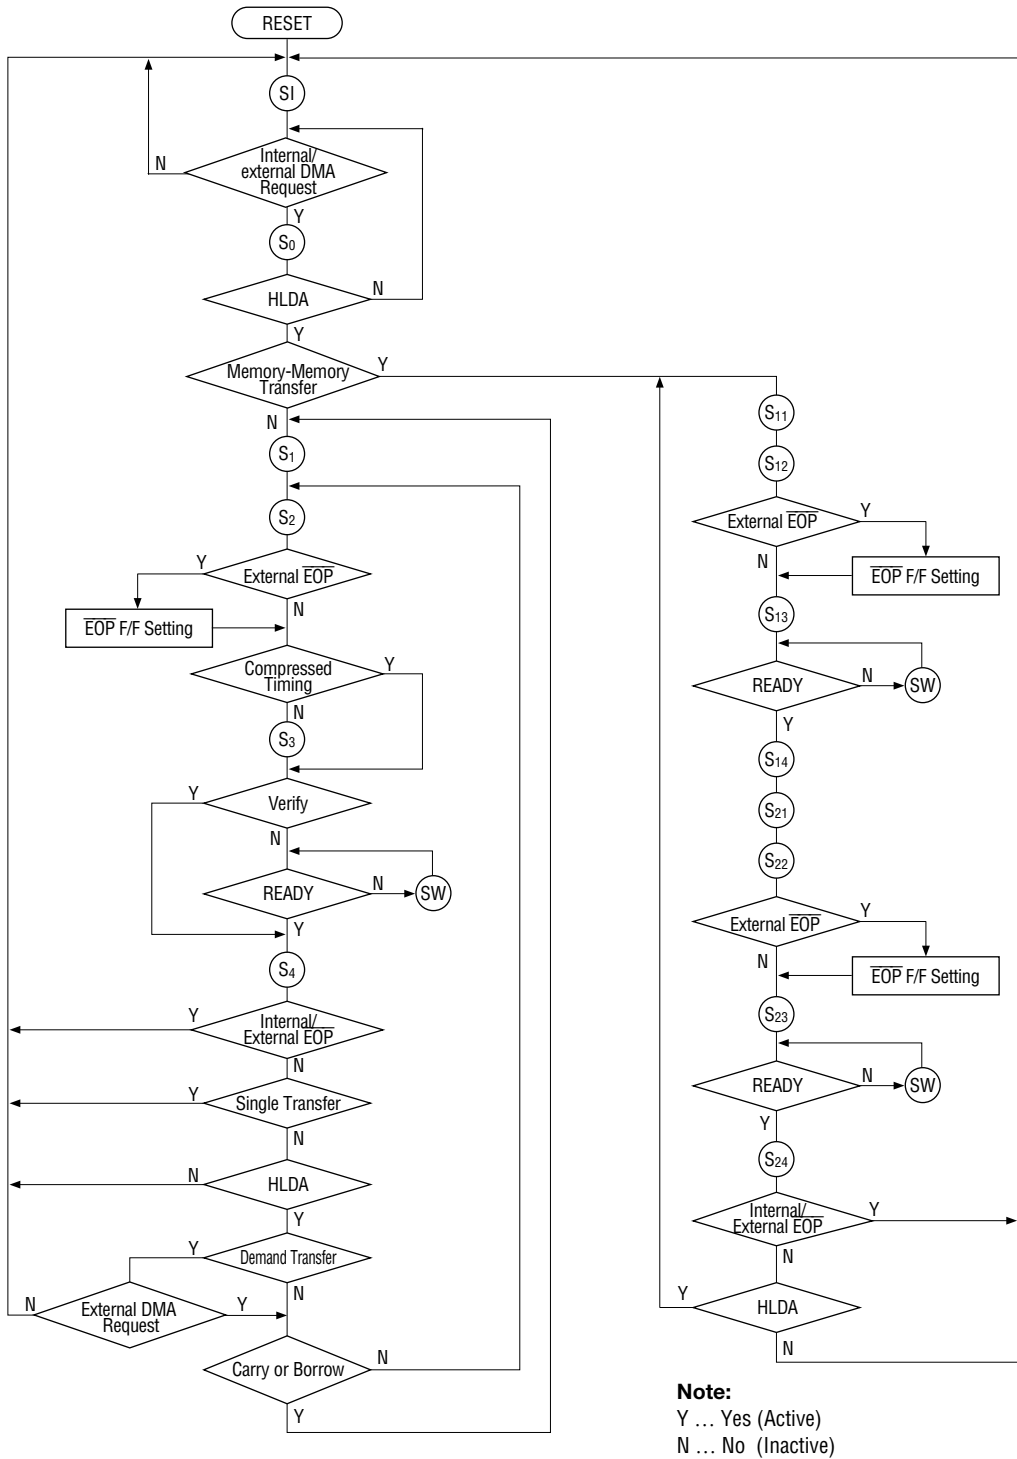 RESET
SI
Internal/
external DMA
Request
N
Y
S0
HLDA
N
Y
Memory-Memory
Transfer
Y
N
S1
S2
External EOP
Y
N
EOP F/F Setting
Compressed
Timing
Y
N
S3
Verify
Y
N
READY
N
SW
Y
S4
Internal/
External EOP
Y
N
Single Transfer
Y
N
HLDA
N
Y
Demand Transfer
Y
N
External DMA
Request
N
Y
Carry or Borrow
N
Y
S11
S12
External EOP
Y
N
EOP F/F Setting
S13
READY
N
SW
Y
S14
S21
S22
External EOP
Y
N
EOP F/F Setting
S23
READY
N
SW
Y
S24
Internal/
External EOP
Y
N
HLDA
Y
N
Note:
Y ... Yes (Active)
N ... No (Inactive)